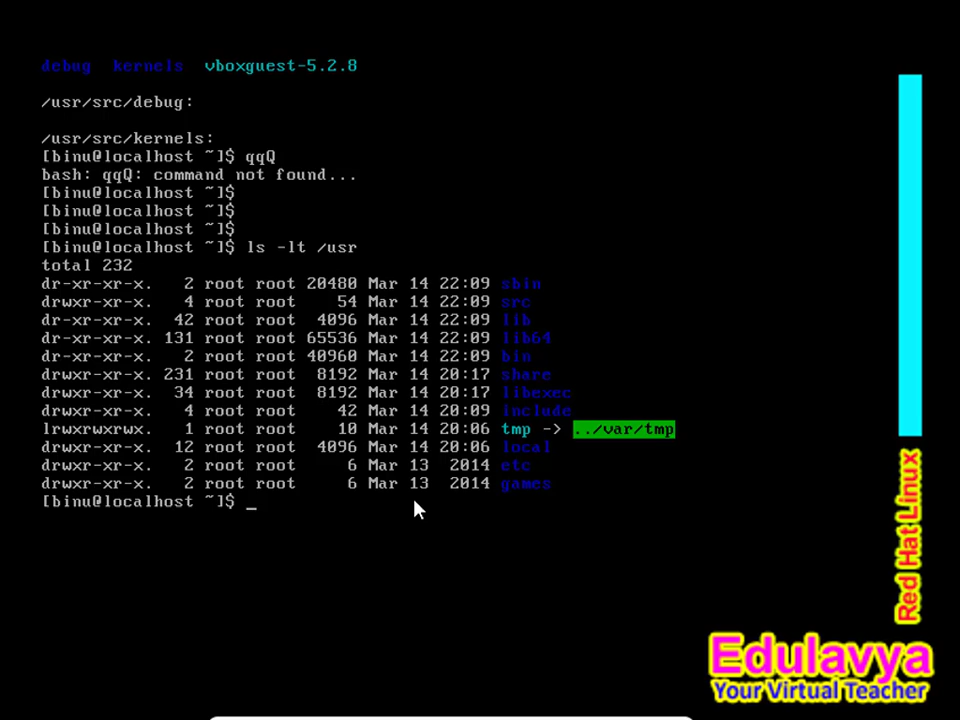 debug  kernels  vboxguest-5.2.8
/usr/src/debug:
/usr/src/kernels:
[binu@localhost ~]$ qqQ
bash: qqQ: command not found...
[binu@localhost ~]$
[binu@localhost ~]$
[binu@localhost ~]$
[binu@localhost ~]$ ls -lt /usr
total 232
dr-xr-xr-x.   2 root root 20480 Mar 14 22:09 sbin
drwxr-xr-x.   4 root root    54 Mar 14 22:09 src
dr-xr-xr-x.  42 root root  4096 Mar 14 22:09 lib
dr-xr-xr-x. 131 root root 65536 Mar 14 22:09 lib64
dr-xr-xr-x.   2 root root 40960 Mar 14 22:09 bin
drwxr-xr-x. 231 root root  8192 Mar 14 20:17 share
drwxr-xr-x.  34 root root  8192 Mar 14 20:17 libexec
drwxr-xr-x.   4 root root    42 Mar 14 20:09 include
lrwxrwxrwx.   1 root root    10 Mar 14 20:06 tmp -> ../var/tmp
drwxr-xr-x.  12 root root  4096 Mar 14 20:06 local
drwxr-xr-x.   2 root root     6 Mar 13  2014 etc
drwxr-xr-x.   2 root root     6 Mar 13  2014 games
[binu@localhost ~]$ _
Red Hat Linux
Edulavya
Your Virtual Teacher